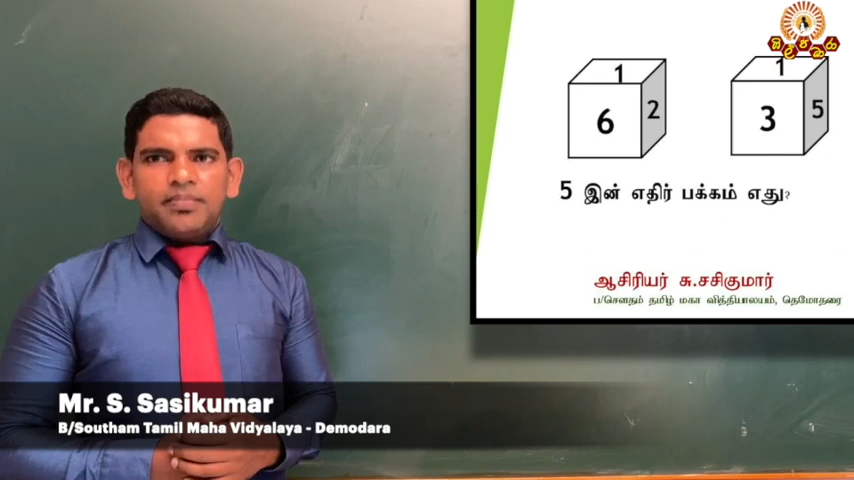 சிலிபபாரி
1
6
2
1
3
5
5 இன் எதிர் பக்கம் எது?
ஆசிரியர் சு.சசிகுமார்
ப/சௌதம் தமிழ் மகா வித்தியாலயம், தெமோதரை
Mr. S. Sasikumar
B/Southam Tamil Maha Vidyalaya - Demodara